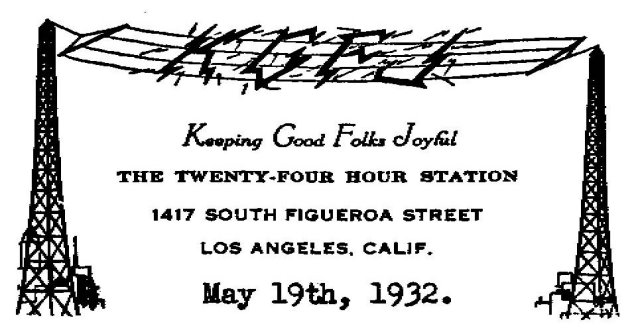 KGFJ
Keeping Good Folks Joyful
THE TWENTY-FOUR HOUR STATION
1417 SOUTH FIGUEROA STREET
LOS ANGELES, CALIF.
May 19th, 1932.